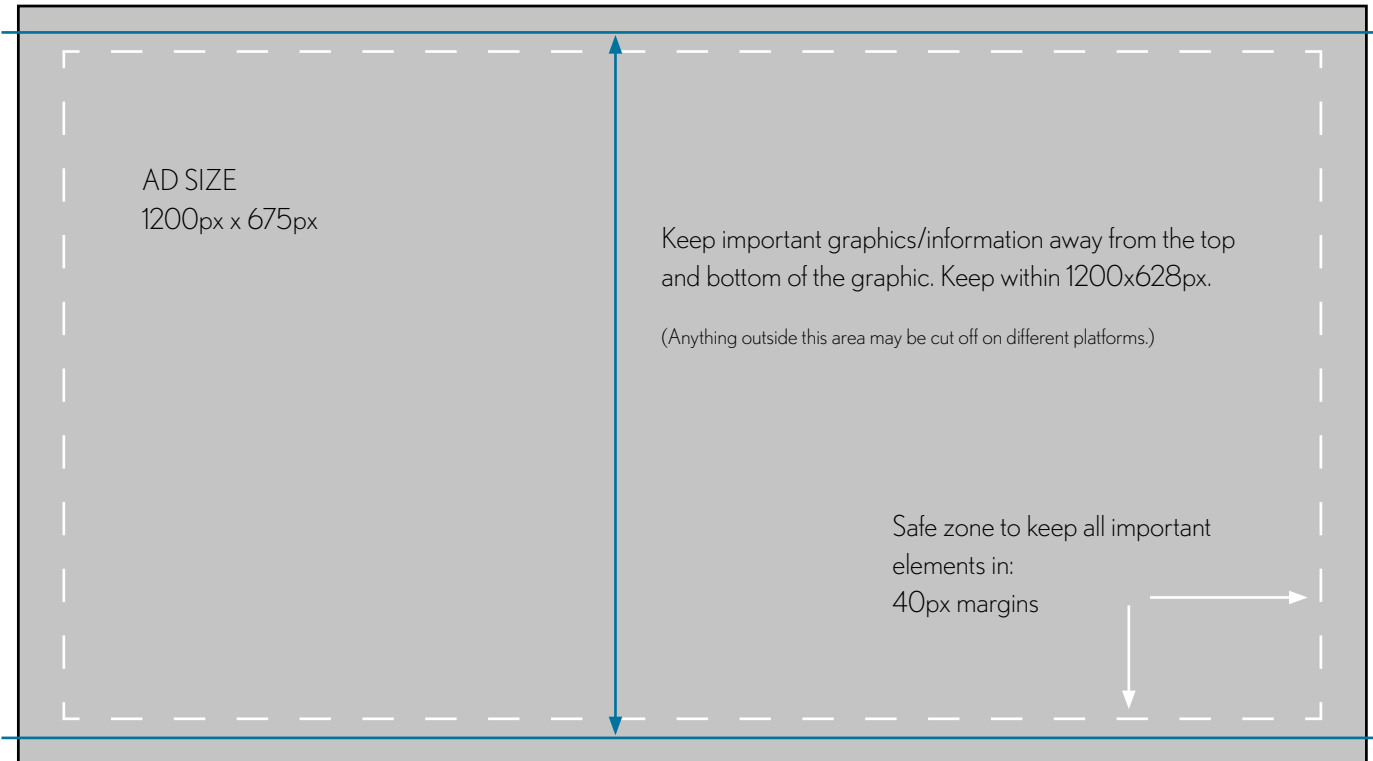 AD SIZE
1200px x 675px
Keep important graphics/information away from the top
and bottom of the graphic. Keep within 1200x628px.
(Anything outside this area may be cut off on different platforms.)
Safe zone to keep all important
elements in:
40px margins